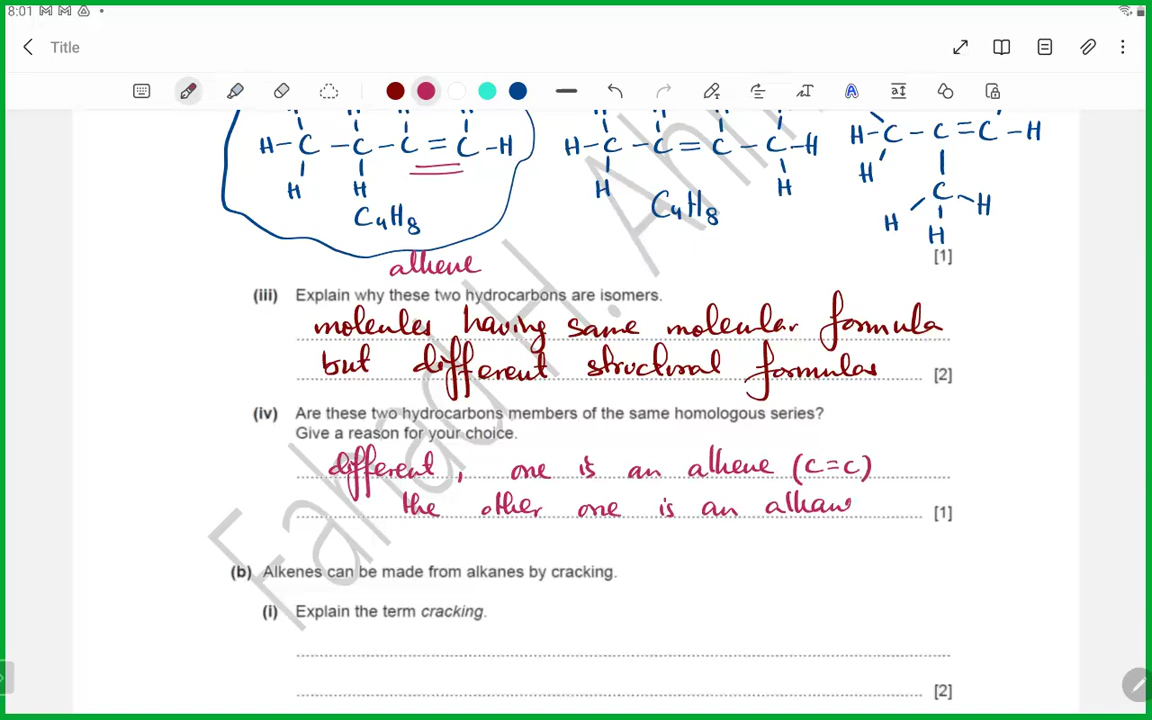 8:01
Title
H-C-C-C=C-H
H H
C4H8
H-C-C=C-C-H
H H
C4H8
H-C-C=C-H
H
C
H H
H
[1]
alkene
(iii) Explain why these two hydrocarbons are isomers.
molecules having same molecular formula
but different structural formulas [2]
(iv) Are these two hydrocarbons members of the same homologous series?
Give a reason for your choice.
different, one is an alkene (C=C)
the other one is an alkane [1]
(b) Alkenes can be made from alkanes by cracking.
(i) Explain the term cracking.
[2]